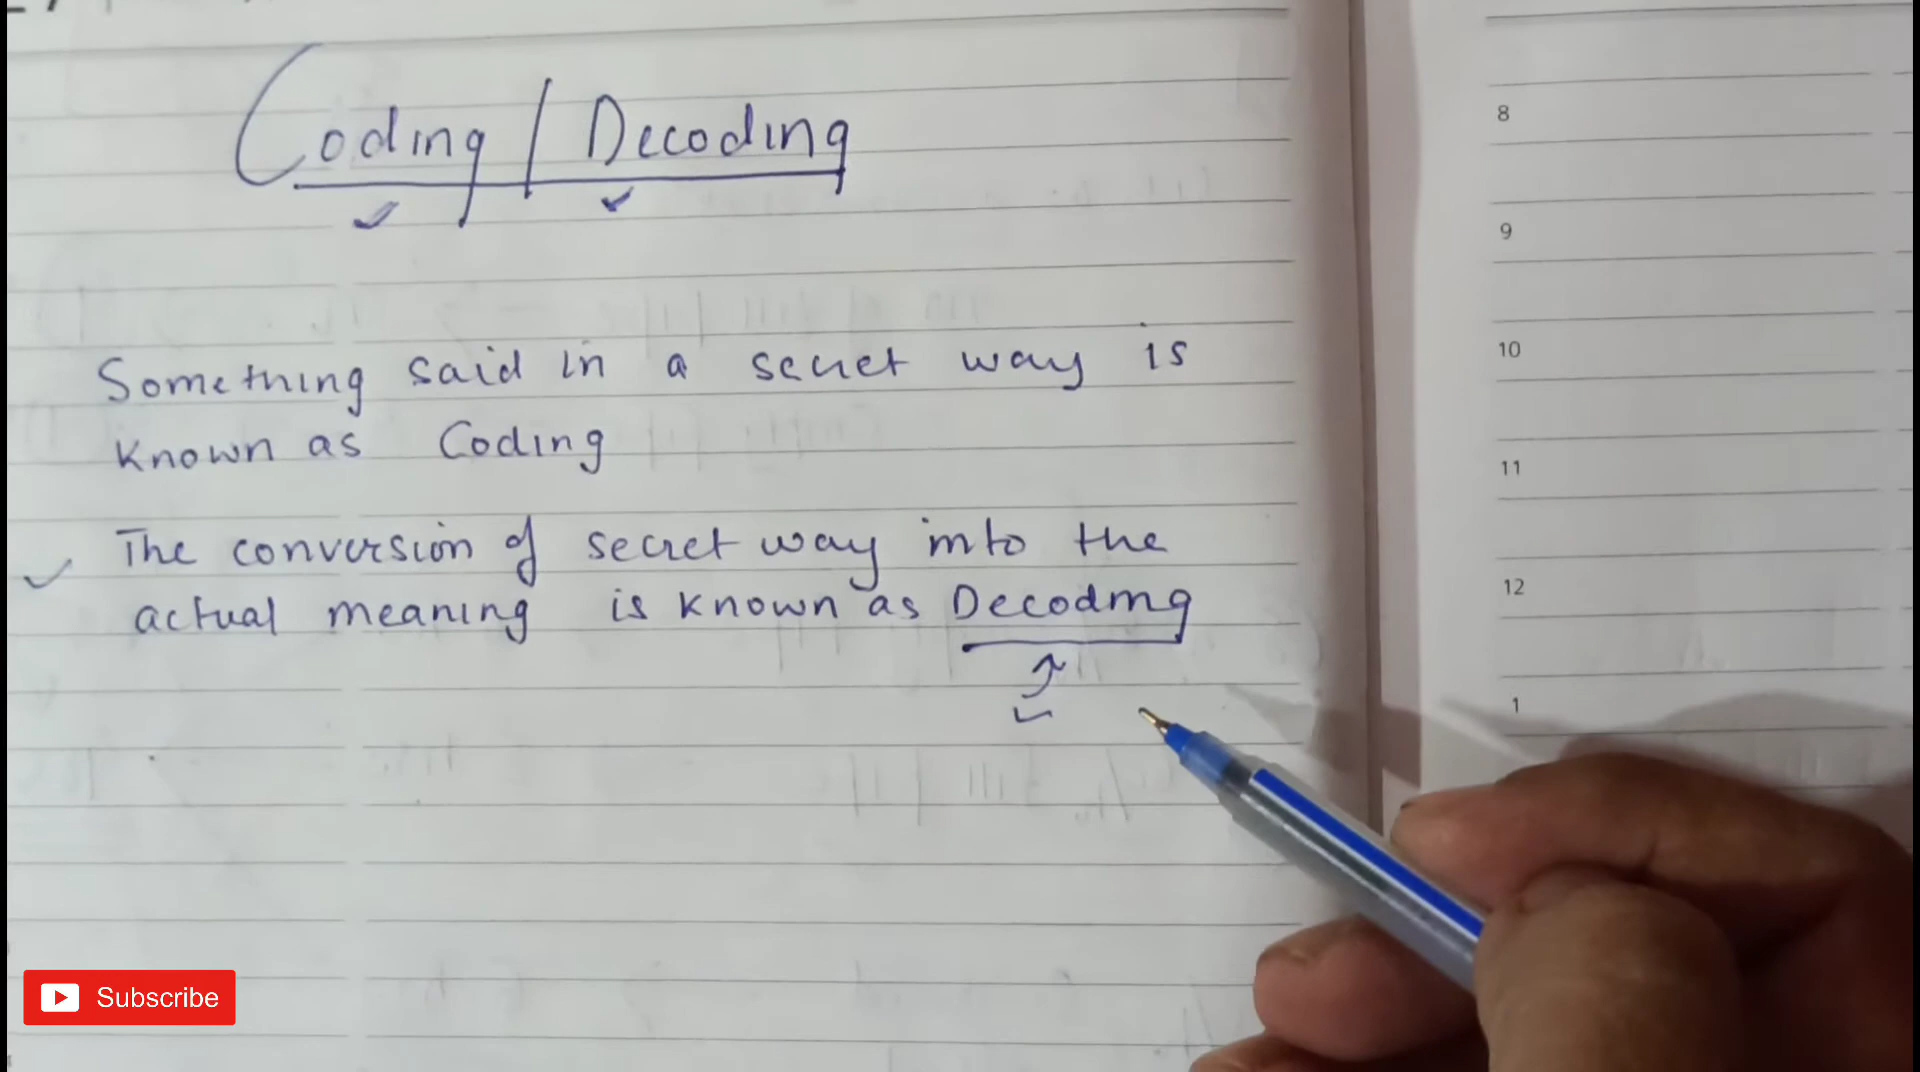 Coding / Decoding
Something said in a secret way is
known as Coding
The conversion of secret way into the
actual meaning is known as Decoding
8
9
10
11
12
1
Subscribe